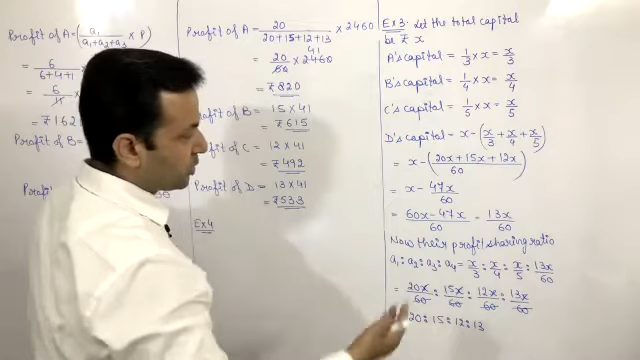 Profit of A = (a₁/(a₁+a₂+a₃) × P)
= 6/(6+4+1)
= 6/11
= ₹162
Profit of B =
Profit of A = 20/(20+15+12+13) × 2460
= 20/60 × 2460 41
= ₹820
Profit of B = 15×41
= ₹615
Profit of C = 12×41
= ₹492
Profit of D = 13×41
= ₹533
Ex 4
Ex 3: Let the total capital
be ₹ x
A's capital = 1/3 × x = x/3
B's capital = 1/4 × x = x/4
C's capital = 1/5 × x = x/5
D's capital = x − (x/3 + x/4 + x/5)
= x − ((20x+15x+12x)/60)
= x − 47x/60
= (60x−47x)/60 = 13x/60
Now their profit sharing ratio
a₁ : a₂ : a₃ : a₄ = x/3 : x/4 : x/5 : 13x/60
= 20x/60 : 15x/60 : 12x/60 : 13x/60
20 : 15 : 12 : 13